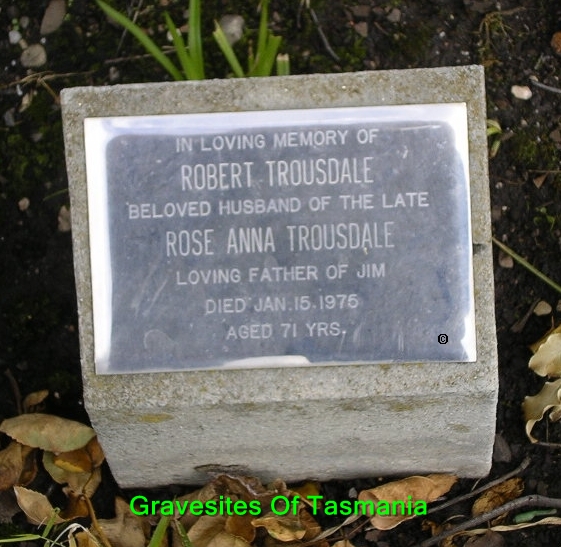 IN LOVING MEMORY OF
ROBERT TROUSDALE
BELOVED HUSBAND OF THE LATE
ROSE ANNA TROUSDALE
LOVING FATHER OF JIM
DIED JAN. 15. 1975
AGED 71 YRS.
©
Gravesites Of Tasmania